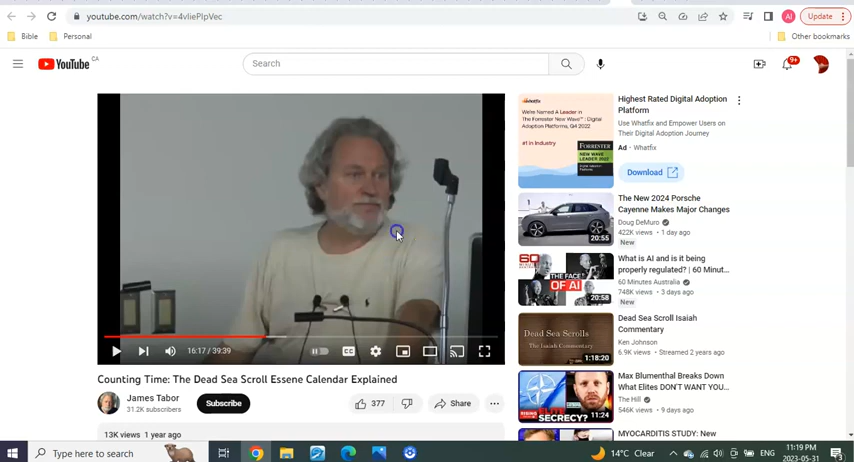 youtube.com/watch?v=4vliePlpVec
Update
Bible
Personal
Other bookmarks
YouTube CA
Search
9+
AI
whatfix
Highest Rated Digital Adoption
Platform
Use Whatfix and Empower Users on
Their Digital Adoption Journey
Ad · Whatfix
Download
Highest Rated
Digital Adoption
Platforms, Q4 2022
#1 in Industry
FORRESTER
NEW WAVE
LEADER 2022
The New 2024 Porsche
Cayenne Makes Major Changes
Doug DeMuro
422K views · 1 day ago
New
20:55
What is AI and is it being
properly regulated? | 60 Minut...
60 Minutes Australia
748K views · 3 days ago
New
60
MINUTES
THE FACE
OF AI
20:58
Dead Sea Scroll Isaiah
Commentary
Ken Johnson
6.9K views · Streamed 2 years ago
Dead Sea Scrolls
The Isaiah Commentary
1:18:20
Max Blumenthal Breaks Down
What Elites DON'T WANT YOU...
The Hill
546K views · 9 days ago
ELITE
SECRECY?
11:24
MYOCARDITIS STUDY: New
16:17 / 39:39
CC
Counting Time: The Dead Sea Scroll Essene Calendar Explained
James Tabor
31.2K subscribers
Subscribe
377
Share
13K views 1 year ago
Type here to search
14°C Clear
ENG
11:19 PM
2023-05-31
3